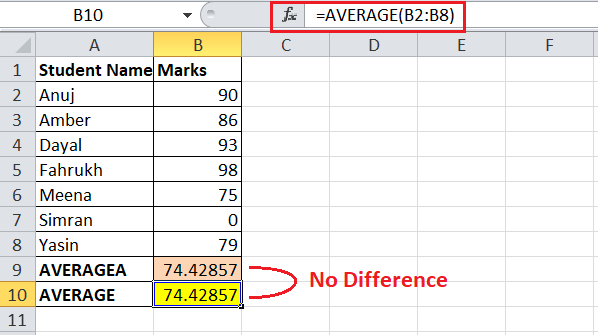 B10 fx =AVERAGE(B2:B8)
A B C D E F
1 Student Name Marks
2 Anuj 90
3 Amber 86
4 Dayal 93
5 Fahrukh 98
6 Meena 75
7 Simran 0
8 Yasin 79
9 AVERAGEA 74.42857
No Difference
10 AVERAGE 74.42857
11